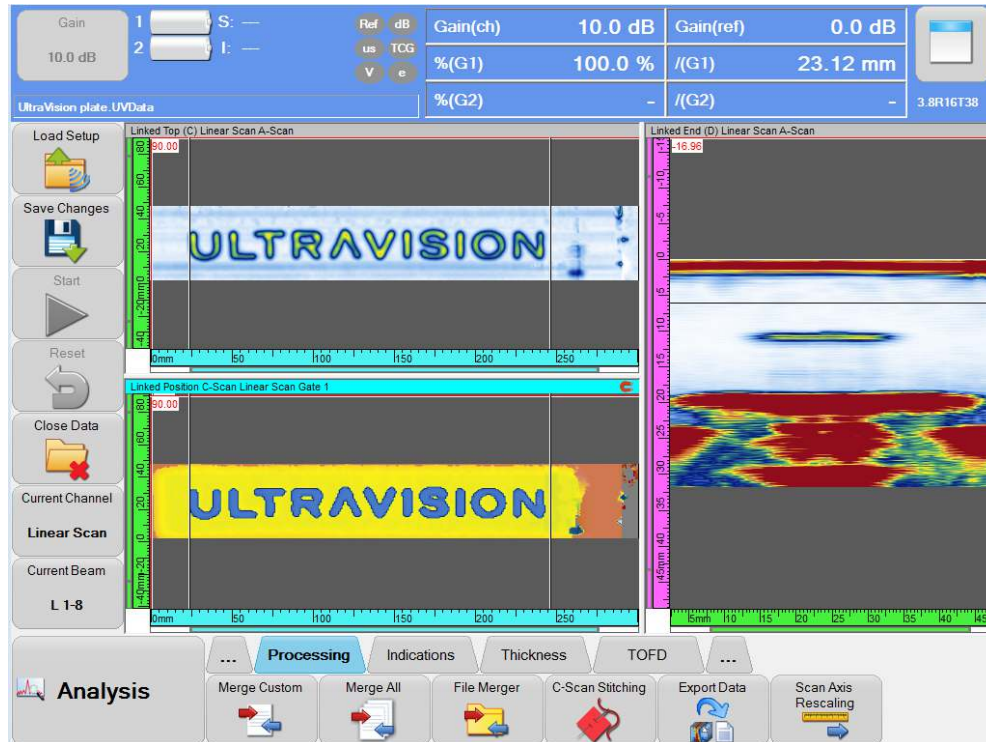 Gain
10.0 dB
1 S: ---
2 I: ---
Ref dB
us TCG
V e
Gain(ch) 10.0 dB Gain(ref) 0.0 dB
%(G1) 100.0 % /(G1) 23.12 mm
%(G2) - /(G2) -
UltraVision plate.UVData
3.8R16T38
Load Setup
Save Changes
Start
Reset
Close Data
Current Channel
Linear Scan
Current Beam
L 1-8
Linked Top (C) Linear Scan A-Scan
90.00
ULTRAVISION
0mm 50 100 150 200 250
Linked Position C-Scan Linear Scan Gate 1
90.00
ULTRAVISION
0mm 50 100 150 200 250
Linked End (D) Linear Scan A-Scan
-16.96
5mm 10 15 20 25 30 35 40 45
Analysis
... Processing Indications Thickness TOFD ...
Merge Custom
Merge All
File Merger
C-Scan Stitching
Export Data
Scan Axis
Rescaling